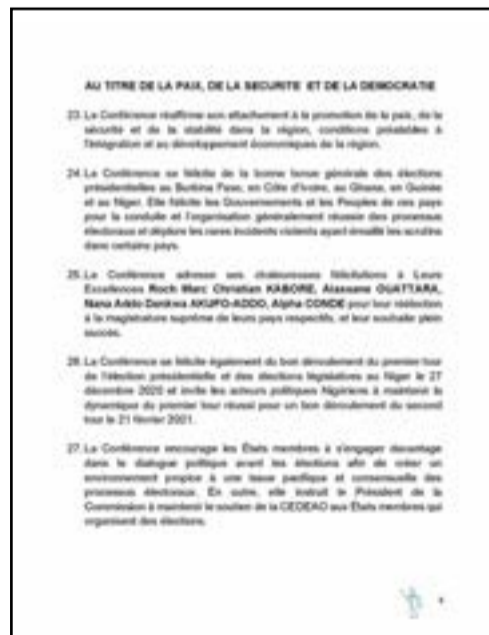 AU TITRE DE LA PAIX, DE LA SECURITE ET DE LA DEMOCRATIE
23. La Conférence réaffirme son attachement à la promotion de la paix, de la
sécurité et de la stabilité dans la région, conditions préalables à
l'intégration et au développement économiques de la région.
24. La Conférence se félicite de la bonne tenue générale des élections
présidentielles au Burkina Faso, en Côte d'Ivoire, au Ghana, en Guinée
et au Niger. Elle félicite les Gouvernements et les Peuples de ces pays
pour la conduite et l'organisation généralement réussie des processus
électoraux et déplore les rares incidents violents ayant émaillé les scrutins
dans certains pays.
25. La Conférence adresse ses chaleureuses félicitations à Leurs
Excellences Roch Marc Christian KABORE, Alassane OUATTARA,
Nana Addo Dankwa AKUFO-ADDO, Alpha CONDE pour leur réélection
à la magistrature suprême de leurs pays respectifs, et leur souhaite plein
succès.
26. La Conférence se félicite également du bon déroulement du premier tour
de l'élection présidentielle et des élections législatives au Niger le 27
décembre 2020 et invite les acteurs politiques Nigériens à maintenir la
dynamique du premier tour réussi pour un bon déroulement du second
tour le 21 février 2021.
27. La Conférence encourage les États membres à s'engager davantage
dans le dialogue politique avant les élections afin de créer un
environnement propice à une issue pacifique et consensuelle des
processus électoraux. En outre, elle instruit le Président de la
Commission à maintenir le soutien de la CEDEAO aux États membres qui
organisent des élections.